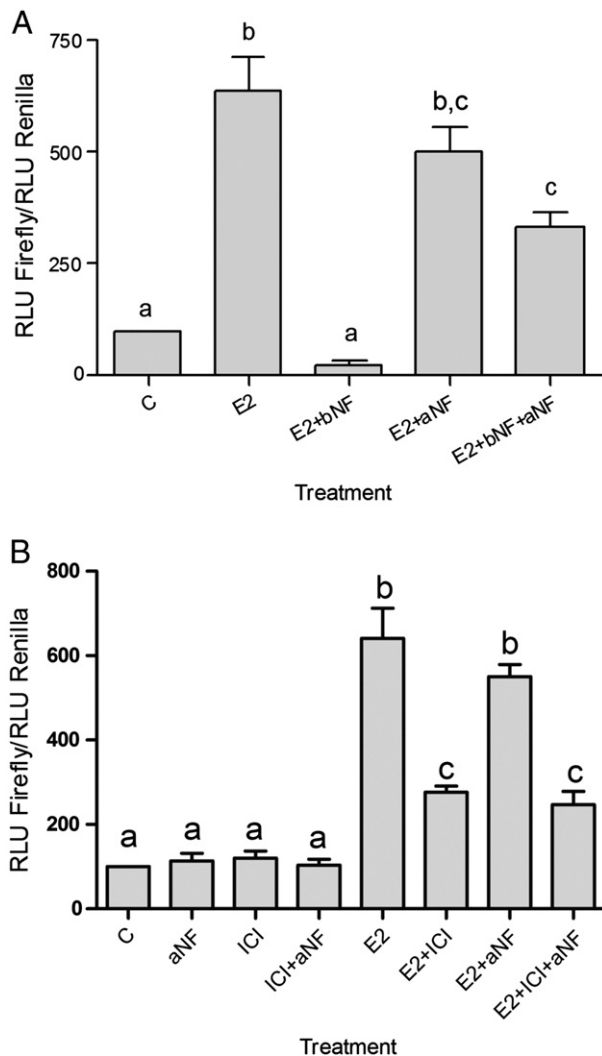 A
RLU Firefly/RLU Renilla
750
500
250
0
b
b,c
c
a
a
C
E2
E2+bNF
E2+aNF
E2+bNF+aNF
Treatment
B
RLU Firefly/RLU Renilla
800
600
400
200
0
a
a
a
a
b
c
b
c
C
aNF
ICI
ICI+aNF
E2
E2+ICI
E2+aNF
E2+ICI+aNF
Treatment